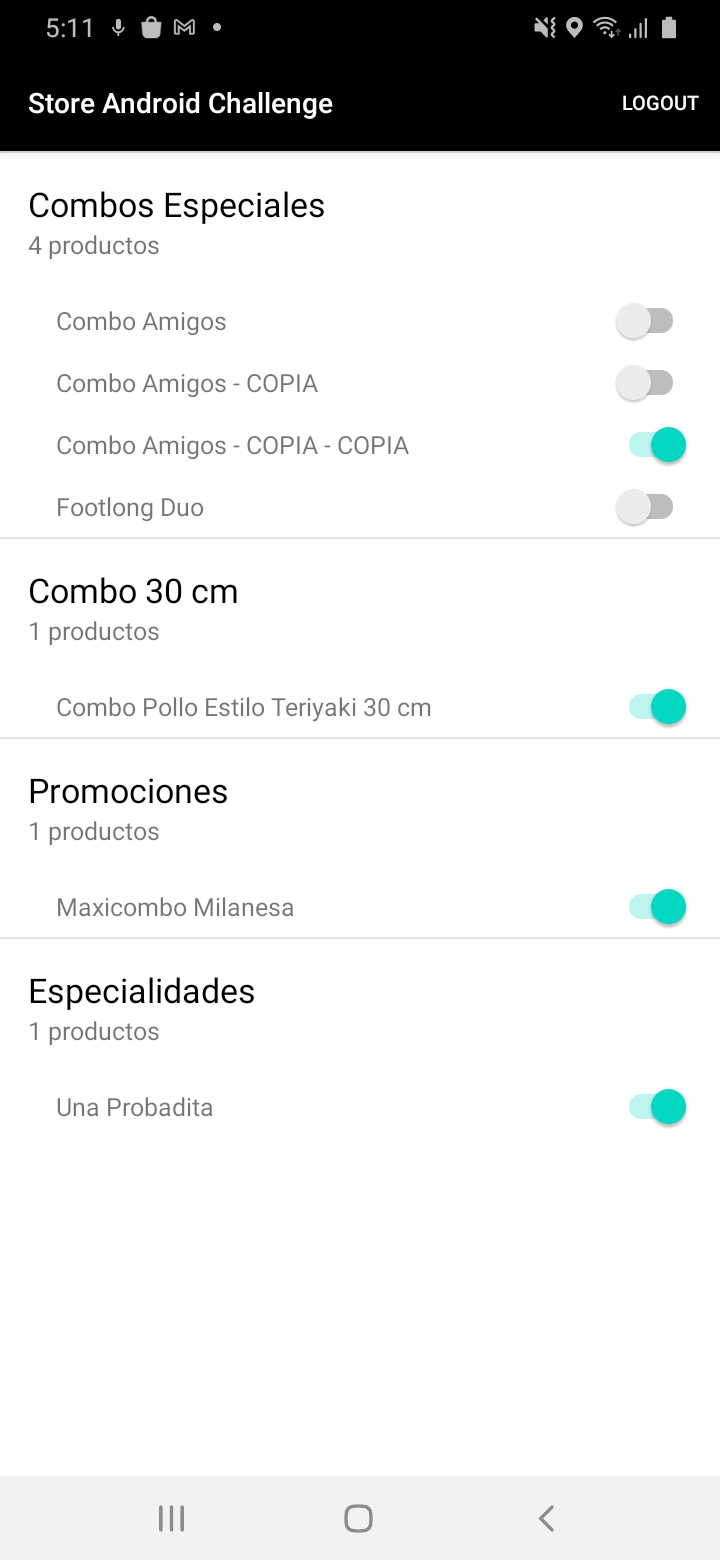 5:11
Store Android Challenge
LOGOUT
Combos Especiales
4 productos
Combo Amigos
Combo Amigos - COPIA
Combo Amigos - COPIA - COPIA
Footlong Duo
Combo 30 cm
1 productos
Combo Pollo Estilo Teriyaki 30 cm
Promociones
1 productos
Maxicombo Milanesa
Especialidades
1 productos
Una Probadita